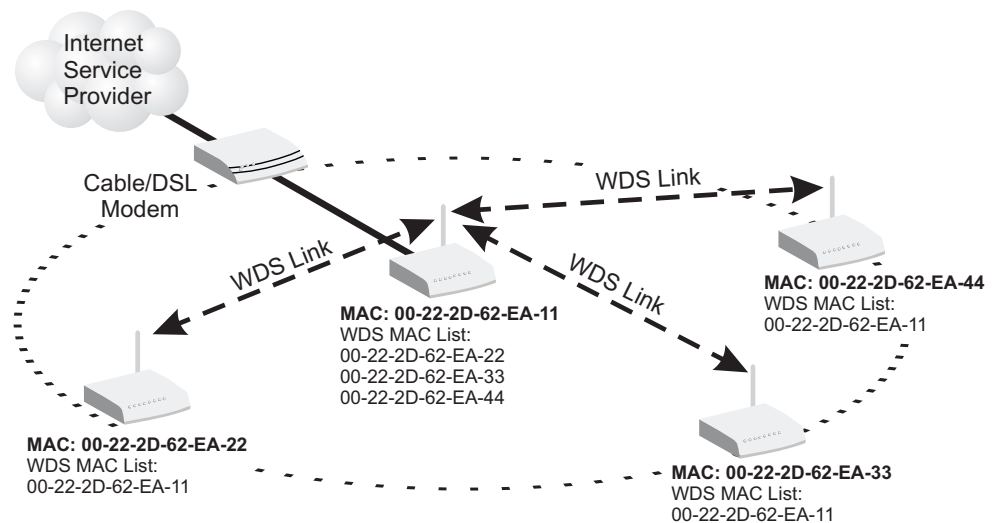 Internet
Service
Provider
Cable/DSL
Modem
WDS Link
WDS Link
WDS Link
MAC: 00-22-2D-62-EA-11
WDS MAC List:
00-22-2D-62-EA-22
00-22-2D-62-EA-33
00-22-2D-62-EA-44
MAC: 00-22-2D-62-EA-44
WDS MAC List:
00-22-2D-62-EA-11
MAC: 00-22-2D-62-EA-22
WDS MAC List:
00-22-2D-62-EA-11
MAC: 00-22-2D-62-EA-33
WDS MAC List:
00-22-2D-62-EA-11